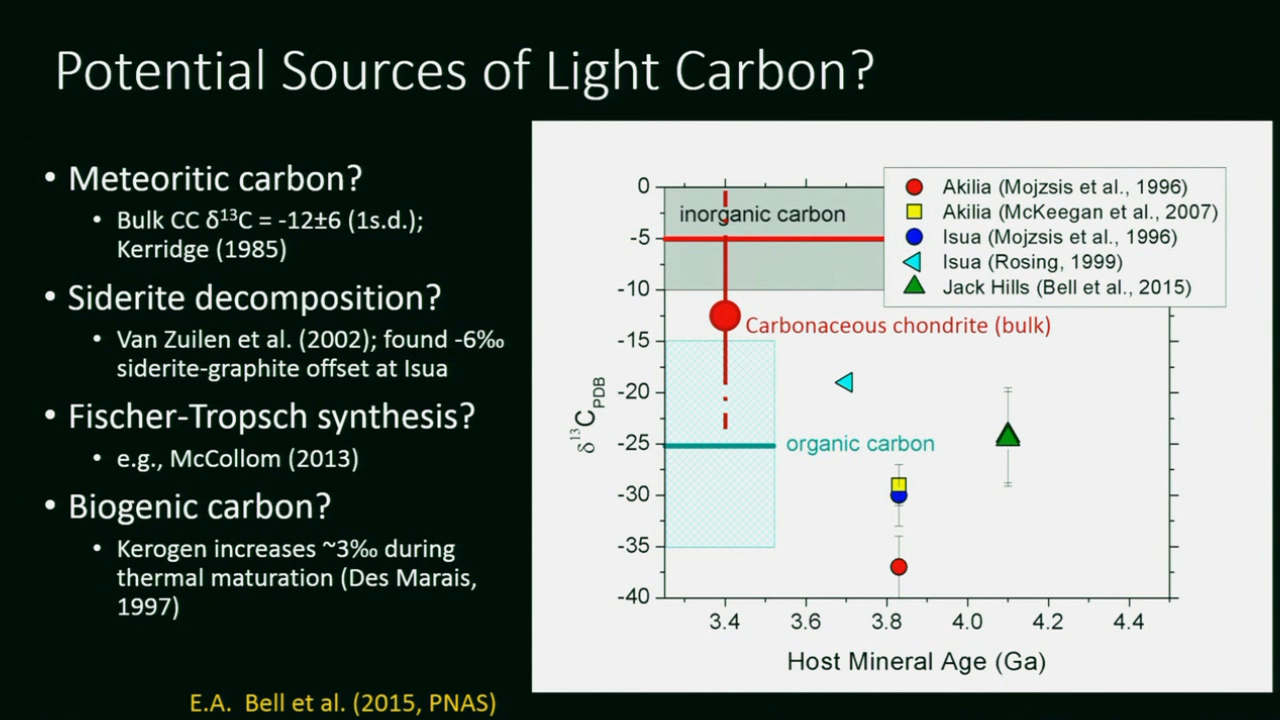 Potential Sources of Light Carbon?
• Meteoritic carbon?
• Bulk CC δ¹³C = -12±6 (1s.d.);
Kerridge (1985)
• Siderite decomposition?
• Van Zuilen et al. (2002); found -6‰
siderite-graphite offset at Isua
• Fischer-Tropsch synthesis?
• e.g., McCollom (2013)
• Biogenic carbon?
• Kerogen increases ~3‰ during
thermal maturation (Des Marais,
1997)
E.A. Bell et al. (2015, PNAS)
Akilia (Mojzsis et al., 1996)
Akilia (McKeegan et al., 2007)
Isua (Mojzsis et al., 1996)
Isua (Rosing, 1999)
Jack Hills (Bell et al., 2015)
inorganic carbon
Carbonaceous chondrite (bulk)
organic carbon
δ¹³C_PDB
0
-5
-10
-15
-20
-25
-30
-35
-40
3.4 3.6 3.8 4.0 4.2 4.4
Host Mineral Age (Ga)